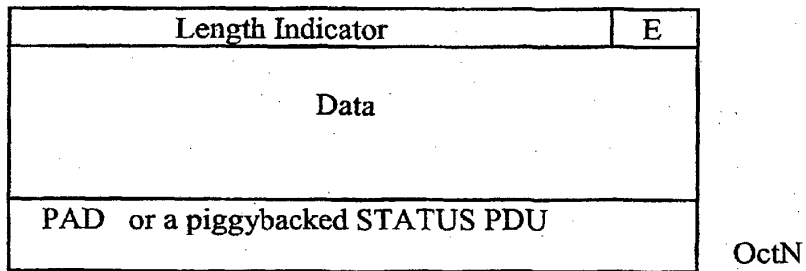 Length Indicator E
Data
PAD or a piggybacked STATUS PDU
OctN